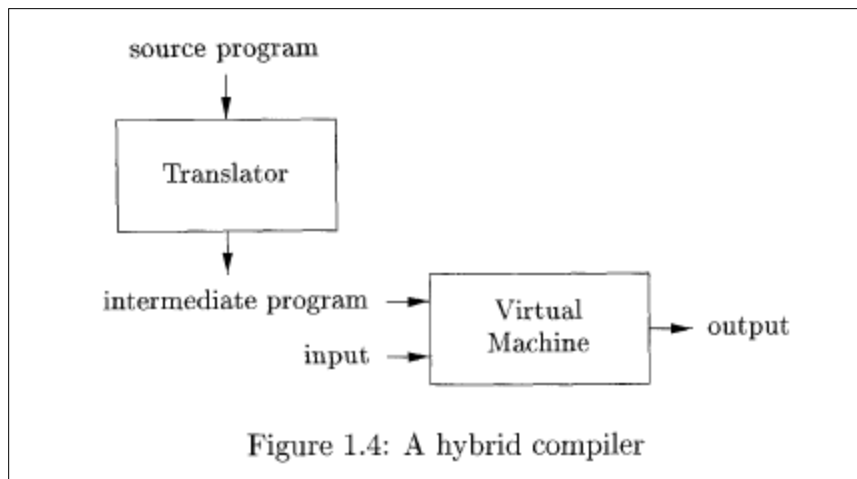 source program
Translator
intermediate program
input
Virtual
Machine
output
Figure 1.4: A hybrid compiler